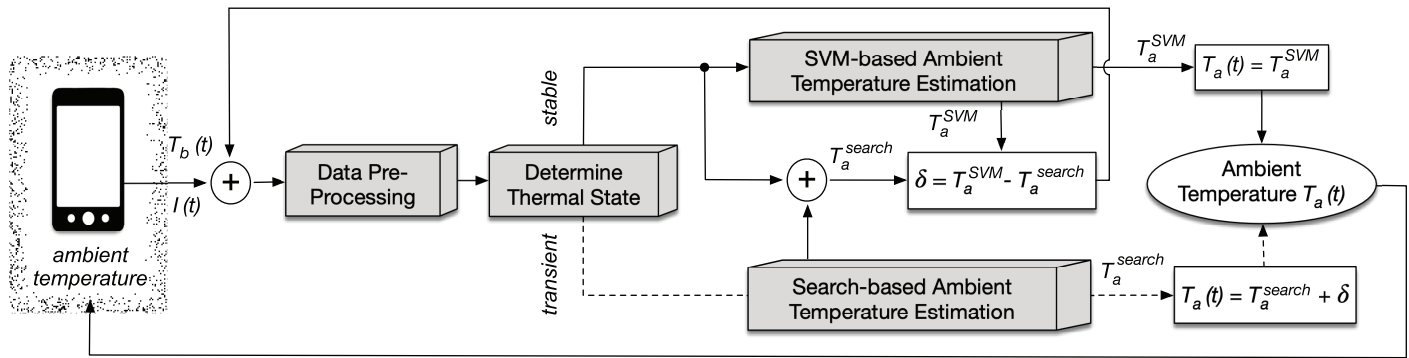 T_b (t)
I (t)
ambient
temperature
+
Data Pre-
Processing
Determine
Thermal State
stable
transient
SVM-based Ambient
Temperature Estimation
T_a^{SVM}
T_a (t) = T_a^{SVM}
T_a^{SVM}
T_a^{search}
+
δ = T_a^{SVM} - T_a^{search}
Ambient
Temperature T_a (t)
Search-based Ambient
Temperature Estimation
T_a^{search}
T_a (t) = T_a^{search} + δ